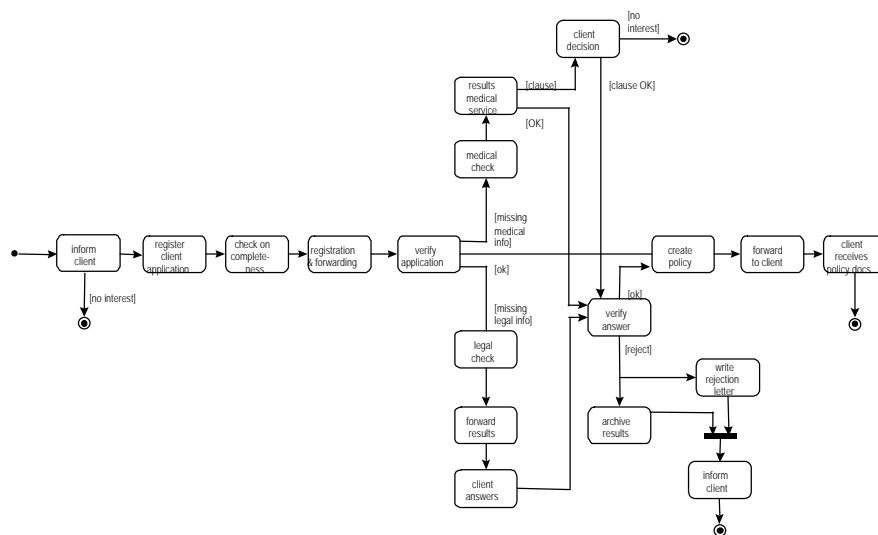 [no
interest]
client
decision
results
medical
service
[clause]
[clause OK]
[OK]
medical
check
[missing
medical
info]
inform
client
register
client
application
check on
complete-
ness
registration
& forwarding
verify
application
create
policy
forward
to client
client
receives
policy docs
[ok]
[no interest]
[ok]
[missing
legal info]
verify
answer
legal
check
[reject]
write
rejection
letter
forward
results
archive
results
client
answers
inform
client